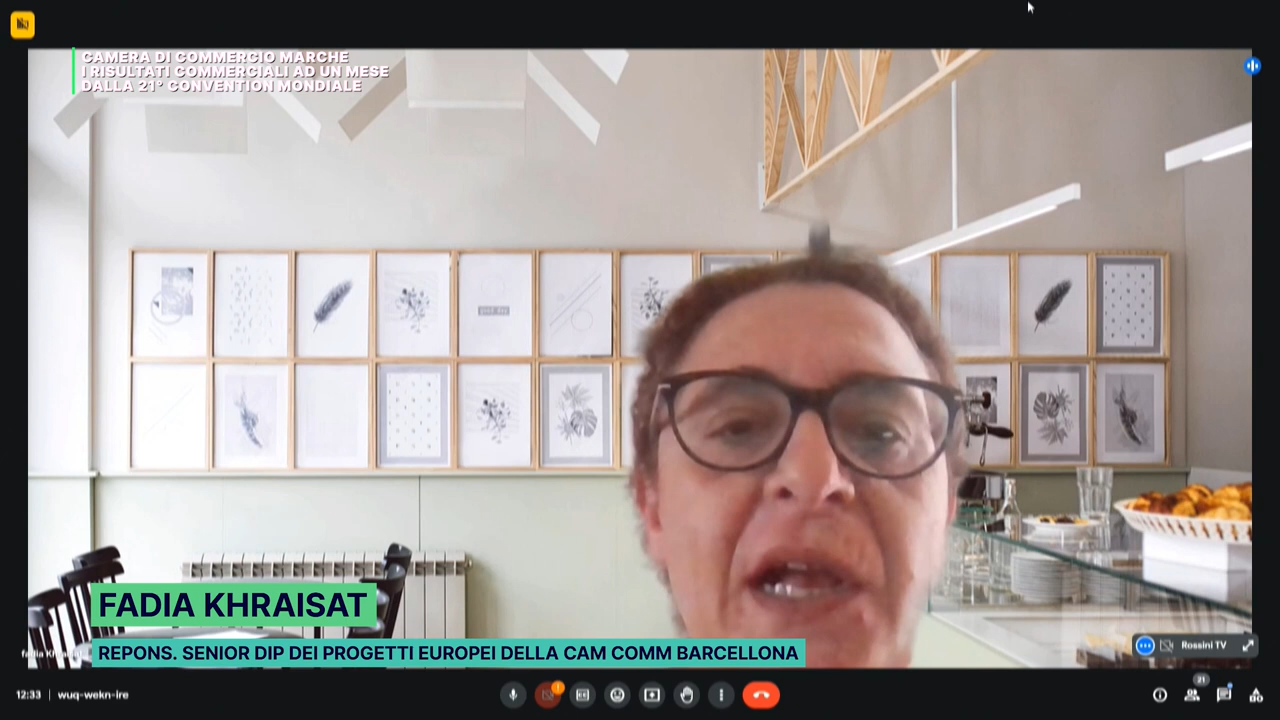 CAMERA DI COMMERCIO MARCHE
I RISULTATI COMMERCIALI AD UN MESE
DALLA 21ª CONVENTION MONDIALE
FADIA KHRAISAT
REPONS. SENIOR DIP DEI PROGETTI EUROPEI DELLA CAM COMM BARCELLONA
Rossini TV
12:33 | wuq-wekn-ire
21